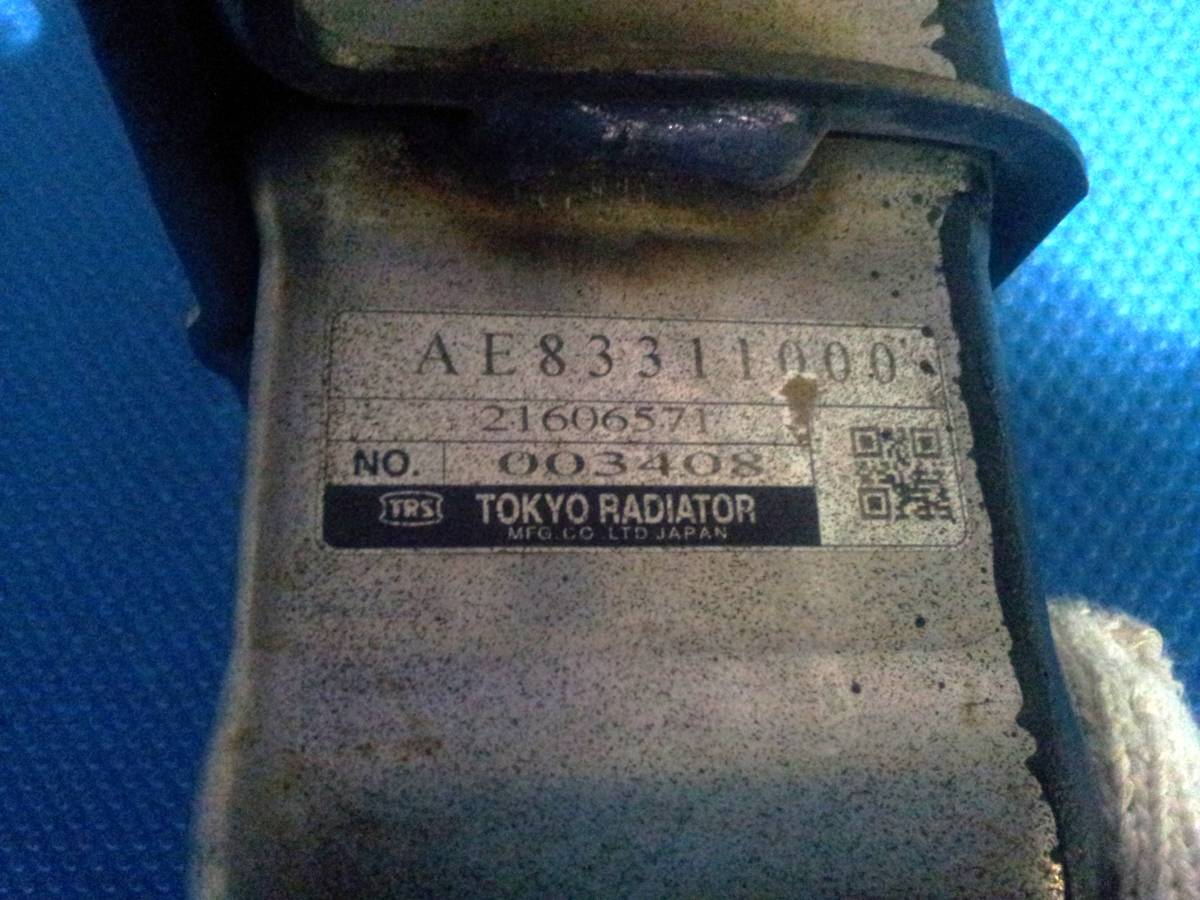 AE83311000
21606571
NO. 003408
TRS TOKYO RADIATOR
MFG.CO.,LTD.JAPAN